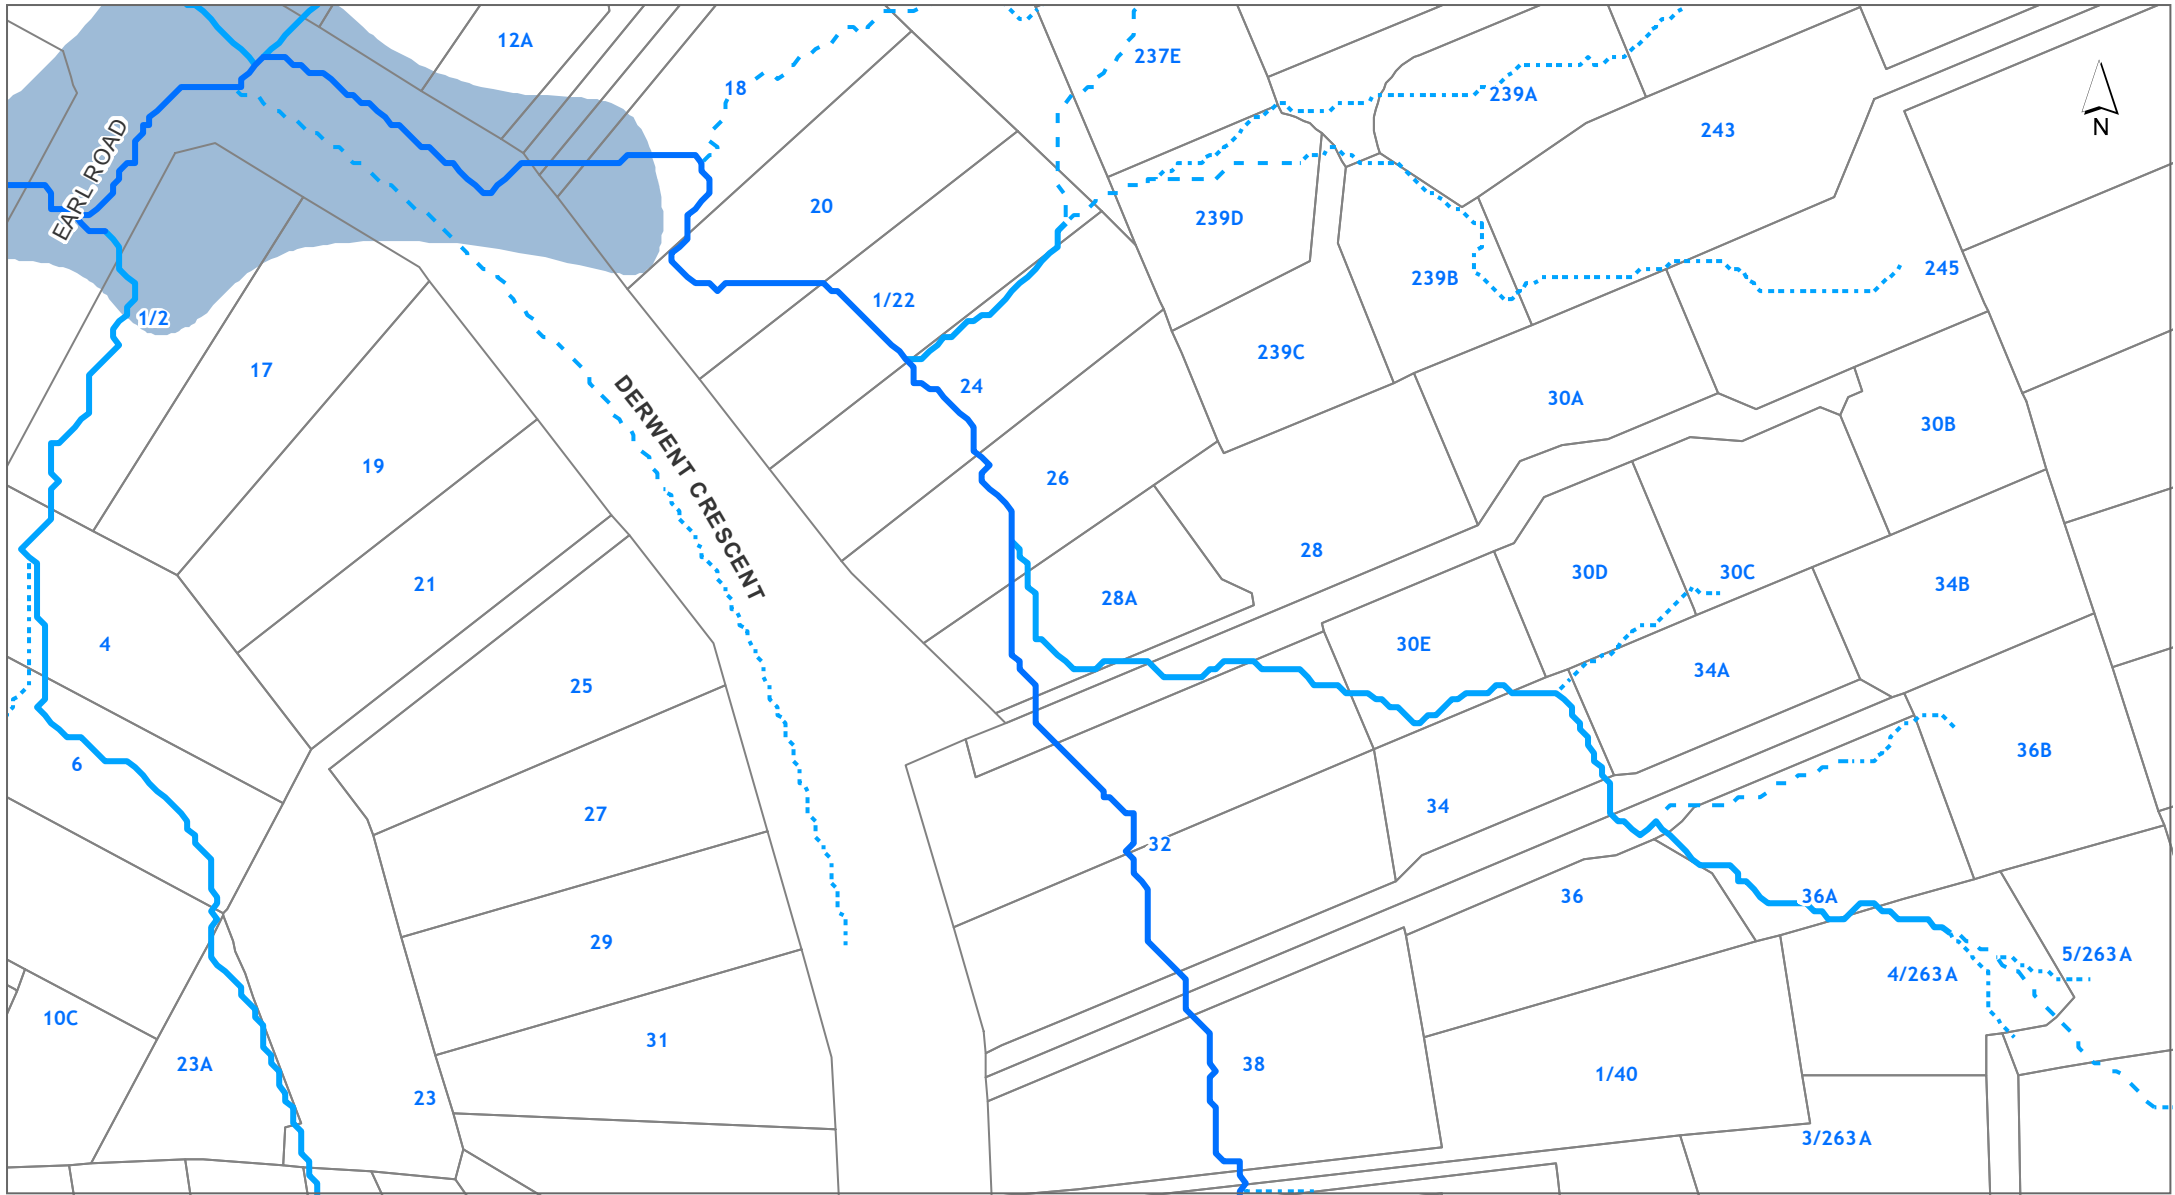 12A
237E
18
239A
N
243
EARL ROAD
20
239D
245
239B
1/22
1/2
239C
17
24
30A
30B
DERWENT CRESCENT
19
26
28
21
30D
30C
34B
28A
4
30E
34A
25
36B
6
34
27
32
36
36A
29
5/263A
4/263A
10C
31
23A
38
1/40
23
3/263A